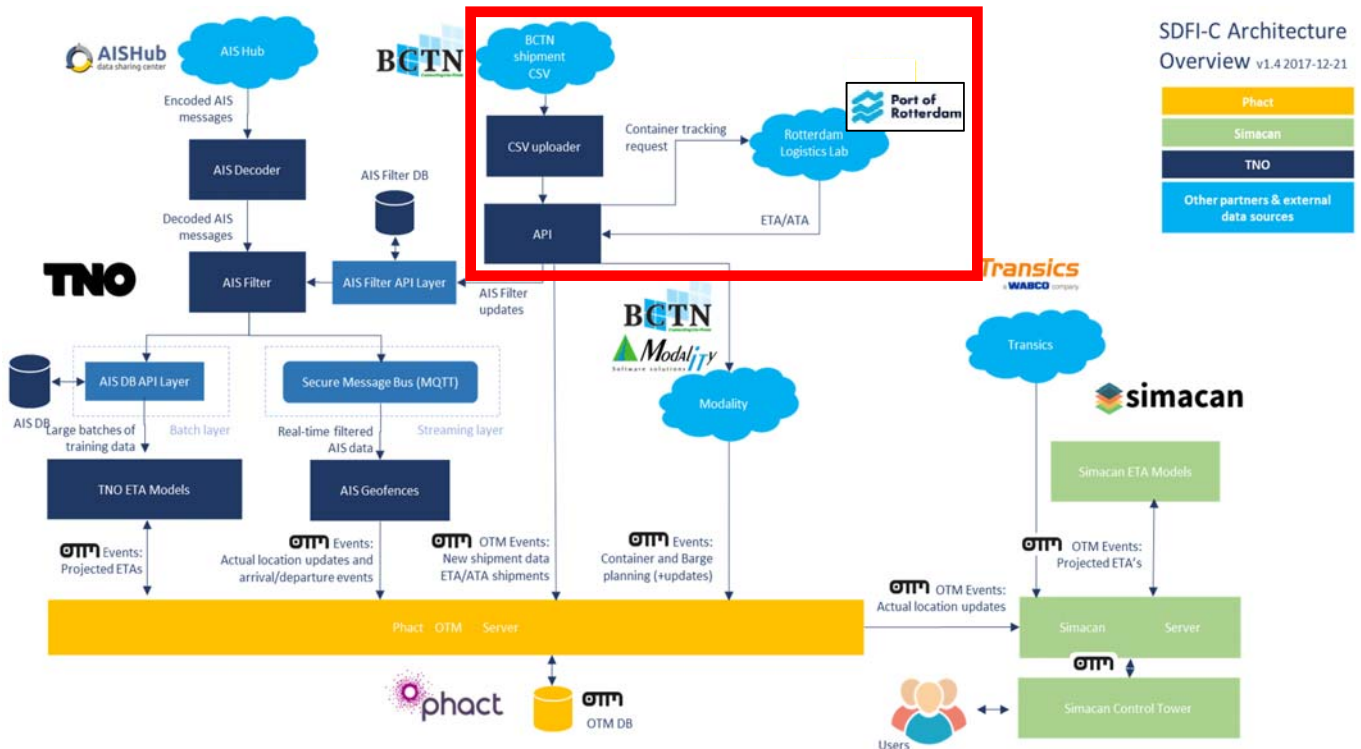 SDFI-C Architecture
Overview v1.4 2017-12-21
Phact
Simacan
TNO
Other partners & external
data sources
AISHub
data sharing center
AIS Hub
BCTN
BCTN
shipment
CSV
Port of
Rotterdam
Encoded AIS
messages
CSV uploader
Container tracking
request
Rotterdam
Logistics Lab
AIS Decoder
AIS Filter DB
Decoded AIS
messages
API
ETA/ATA
TNO
AIS Filter
AIS Filter API Layer
AIS Filter
updates
Transics
a WABCO company
BCTN
Modality
Software solutions
Transics
AIS DB
AIS DB API Layer
Secure Message Bus (MQTT)
Modality
simacan
Large batches of
training data
Batch layer
Real-time filtered
AIS data
Streaming layer
TNO ETA Models
AIS Geofences
Simacan ETA Models
OTM Events:
Projected ETAs
OTM Events:
Actual location updates and
arrival/departure events
OTM OTM Events:
New shipment data
ETA/ATA shipments
OTM Events:
Container and Barge
planning (+updates)
OTM OTM Events:
Projected ETA's
OTM OTM Events:
Actual location updates
Phact OTM Server
Simacan Server
OTM
phact
OTM
OTM DB
Users
Simacan Control Tower